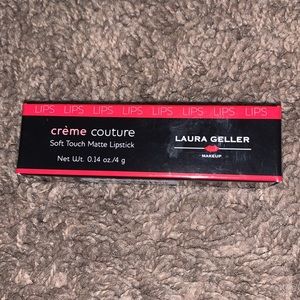 LIPS LIPS LIPS LIPS LIPS LIPS LIPS LIPS
crème couture
Soft Touch Matte Lipstick
Net Wt. 0.14 oz./4 g
LAURA GELLER
MAKEUP